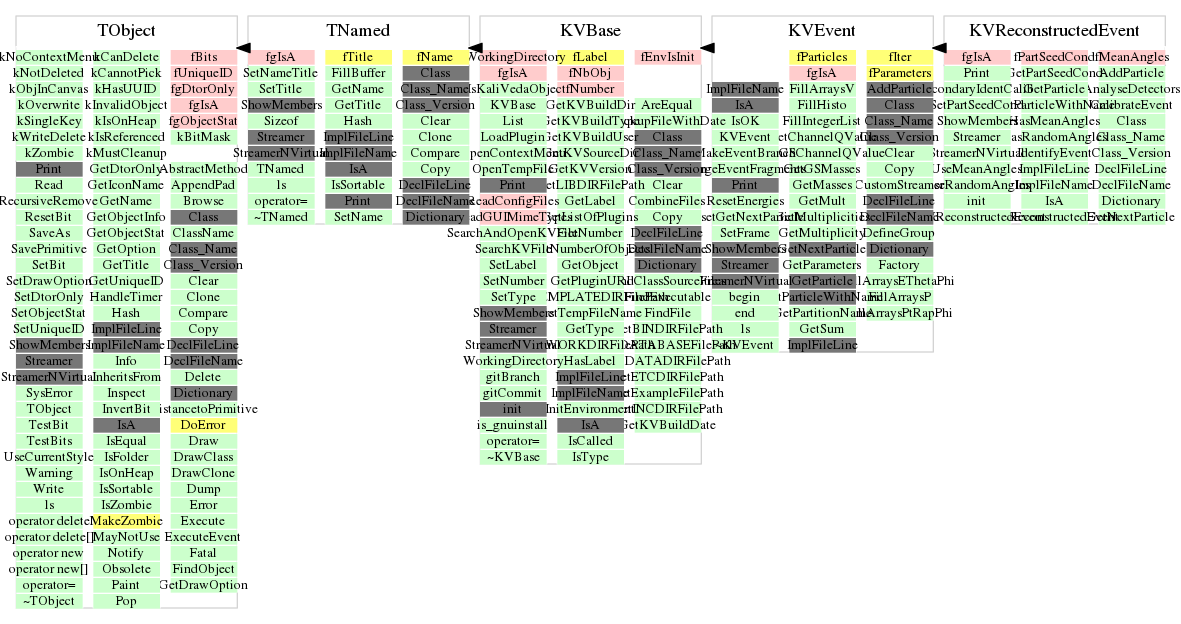 TObject
kNoContextMenu
kNotDeleted
kObjInCanvas
kOverwrite
kSingleKey
kWriteDelete
kZombie
Print
Read
RecursiveRemove
ResetBit
SaveAs
SavePrimitive
SetBit
SetDrawOption
SetDtorOnly
SetObjectStat
SetUniqueID
ShowMembers
Streamer
StreamerNVirtual
SysError
TObject
TestBit
TestBits
UseCurrentStyle
Warning
Write
ls
operator delete
operator delete[]
operator new
operator new[]
operator=
~TObject
kCanDelete
kCannotPick
kHasUUID
kInvalidObject
kIsOnHeap
kIsReferenced
kMustCleanup
GetDtorOnly
GetIconName
GetName
GetObjectInfo
GetObjectStat
GetOption
GetTitle
GetUniqueID
HandleTimer
Hash
ImplFileLine
ImplFileName
Info
InheritsFrom
Inspect
InvertBit
IsA
IsEqual
IsFolder
IsOnHeap
IsSortable
IsZombie
MakeZombie
MayNotUse
Notify
Obsolete
Paint
Pop
fBits
fUniqueID
fgDtorOnly
fgIsA
fgObjectStat
kBitMask
AbstractMethod
AppendPad
Browse
Class
ClassName
Class_Name
Class_Version
Clear
Clone
Compare
Copy
DeclFileLine
DeclFileName
Delete
Dictionary
DistancetoPrimitive
DoError
Draw
DrawClass
DrawClone
Dump
Error
Execute
ExecuteEvent
Fatal
FindObject
GetDrawOption
TNamed
fgIsA
SetNameTitle
SetTitle
ShowMembers
Sizeof
Streamer
StreamerNVirtual
TNamed
ls
operator=
~TNamed
fTitle
FillBuffer
GetName
GetTitle
Hash
ImplFileLine
ImplFileName
IsA
IsSortable
Print
SetName
fName
Class
Class_Name
Class_Version
Clear
Clone
Compare
Copy
DeclFileLine
DeclFileName
Dictionary
KVBase
WorkingDirectory
fgIsA
IsKaliVedaObject
KVBase
List
LoadPlugin
OpenContextMenu
OpenTempFile
Print
ReadConfigFiles
ReadGUIMimeTypes
SearchAndOpenKVFile
SearchKVFile
SetLabel
SetNumber
SetType
ShowMembers
Streamer
StreamerNVirtual
WorkingDirectory
gitBranch
gitCommit
init
is_gnuinstall
operator=
~KVBase
fLabel
fNbObj
fNumber
GetKVBuildDir
GetKVBuildType
GetKVBuildUser
GetKVSourceDir
GetKVVersion
GetLIBDIRFilePath
GetLabel
GetListOfPlugins
GetNumber
GetNumberOfObjects
GetObject
GetPluginURI
GetTempFileName
GetType
GetWORKDIRFilePath
HasLabel
ImplFileLine
ImplFileName
InitEnvironment
IsA
IsCalled
IsType
fEnvIsInit
AreEqual
BackupFileWithDate
Class
Class_Name
Class_Version
Clear
CombineFiles
Copy
DeclFileLine
DeclFileName
Dictionary
FindClassSourceFiles
FindExecutable
FindFile
GetBINDIRFilePath
GetDATABASEFilePath
GetDATADIRFilePath
GetETCDIRFilePath
GetExampleFilePath
GetINCDIRFilePath
GetKVBuildDate
KVEvent
ImplFileName
IsA
IsOK
KVEvent
MakeEventBranch
MergeEventFragments
Print
ResetEnergies
ResetGetNextParticle
SetFrame
ShowMembers
Streamer
StreamerNVirtual
begin
end
ls
~KVEvent
fParticles
fgIsA
FillArraysV
FillHisto
FillIntegerList
GetChannelQValue
GetGSChannelQValue
GetGSMasses
GetMasses
GetMult
GetMultiplicities
GetMultiplicity
GetNextParticle
GetParameters
GetParticle
GetParticleWithName
GetPartitionName
GetSum
ImplFileLine
fIter
fParameters
AddParticle
Class
Class_Name
Class_Version
Clear
Copy
CustomStreamer
DeclFileLine
DeclFileName
DefineGroup
Dictionary
Factory
FillArraysEThetaPhi
FillArraysP
FillArraysPtRapPhi
KVReconstructedEvent
fgIsA
Print
SetPartSeedCond
ShowMembers
Streamer
StreamerNVirtual
UseMeanAngles
UseRandomAngles
init
fPartSeedCond
GetPartSeedCond
GetParticle
GetParticleWithName
HasMeanAngles
HasRandomAngles
IdentifyEvent
ImplFileLine
ImplFileName
IsA
KVReconstructedEvent
fMeanAngles
AddParticle
AnalyseDetectors
CalibrateEvent
Class
Class_Name
Class_Version
DeclFileLine
DeclFileName
Dictionary
GetNextParticle